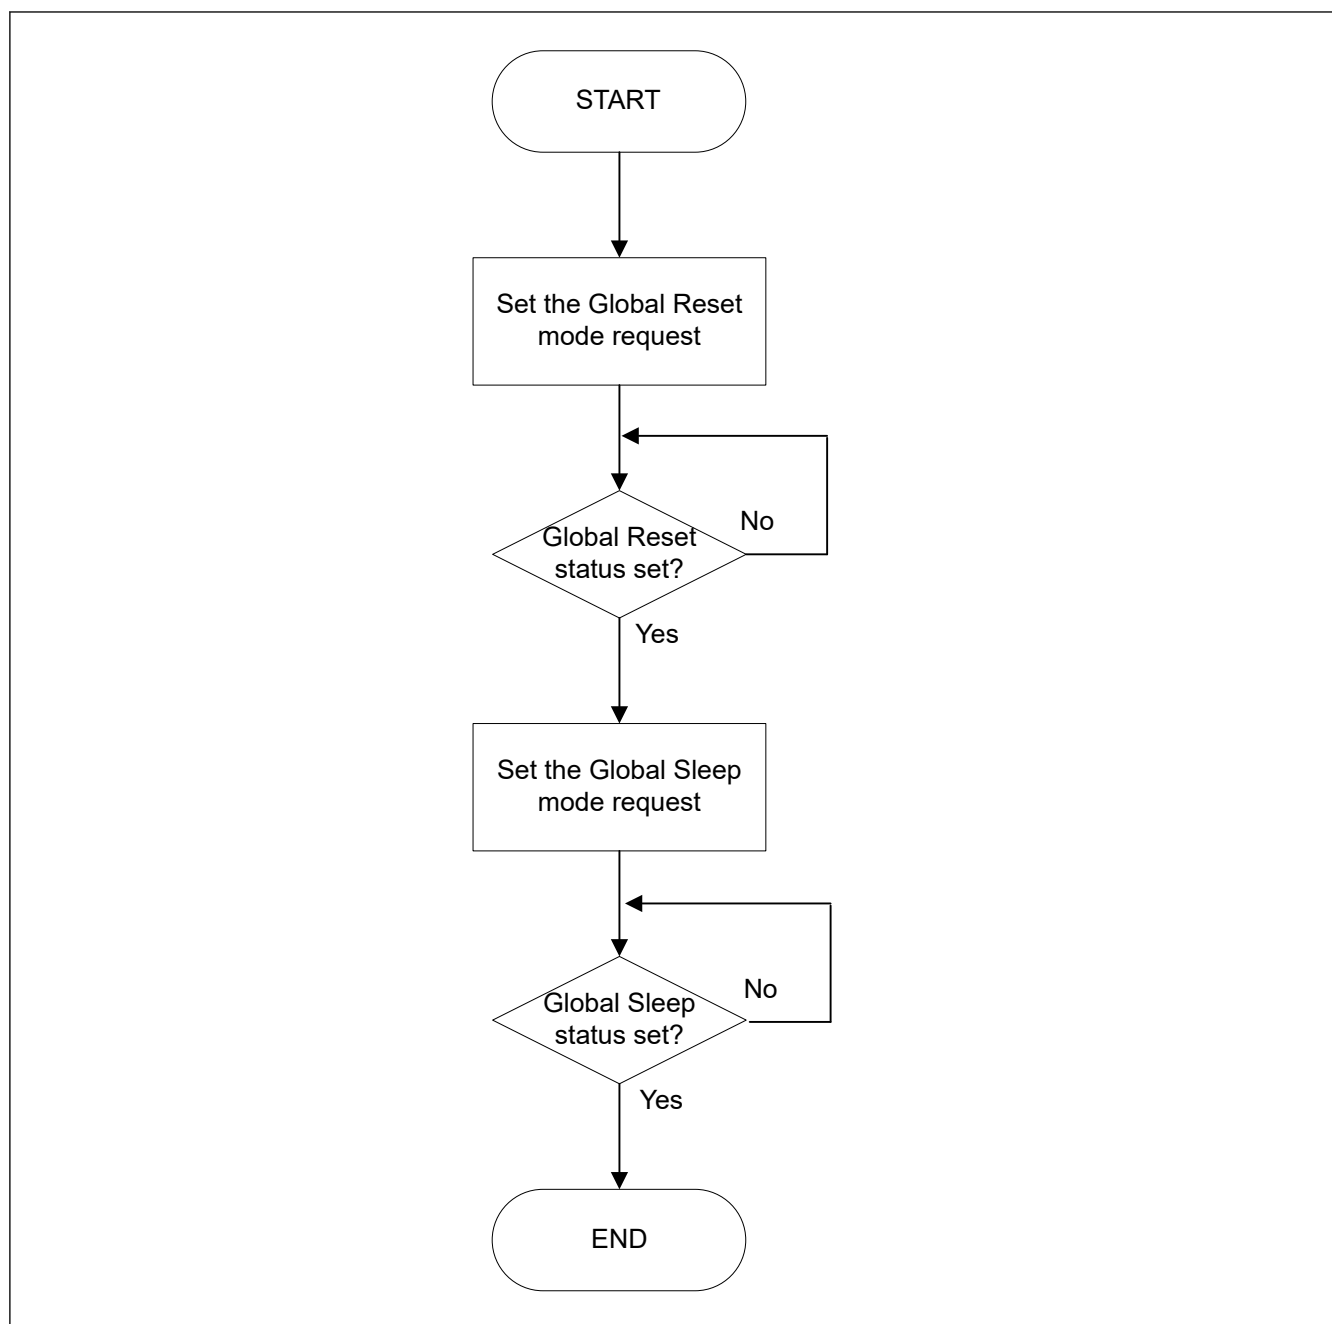 START
Set the Global Reset
mode request
No
Global Reset
status set?
Yes
Set the Global Sleep
mode request
No
Global Sleep
status set?
Yes
END